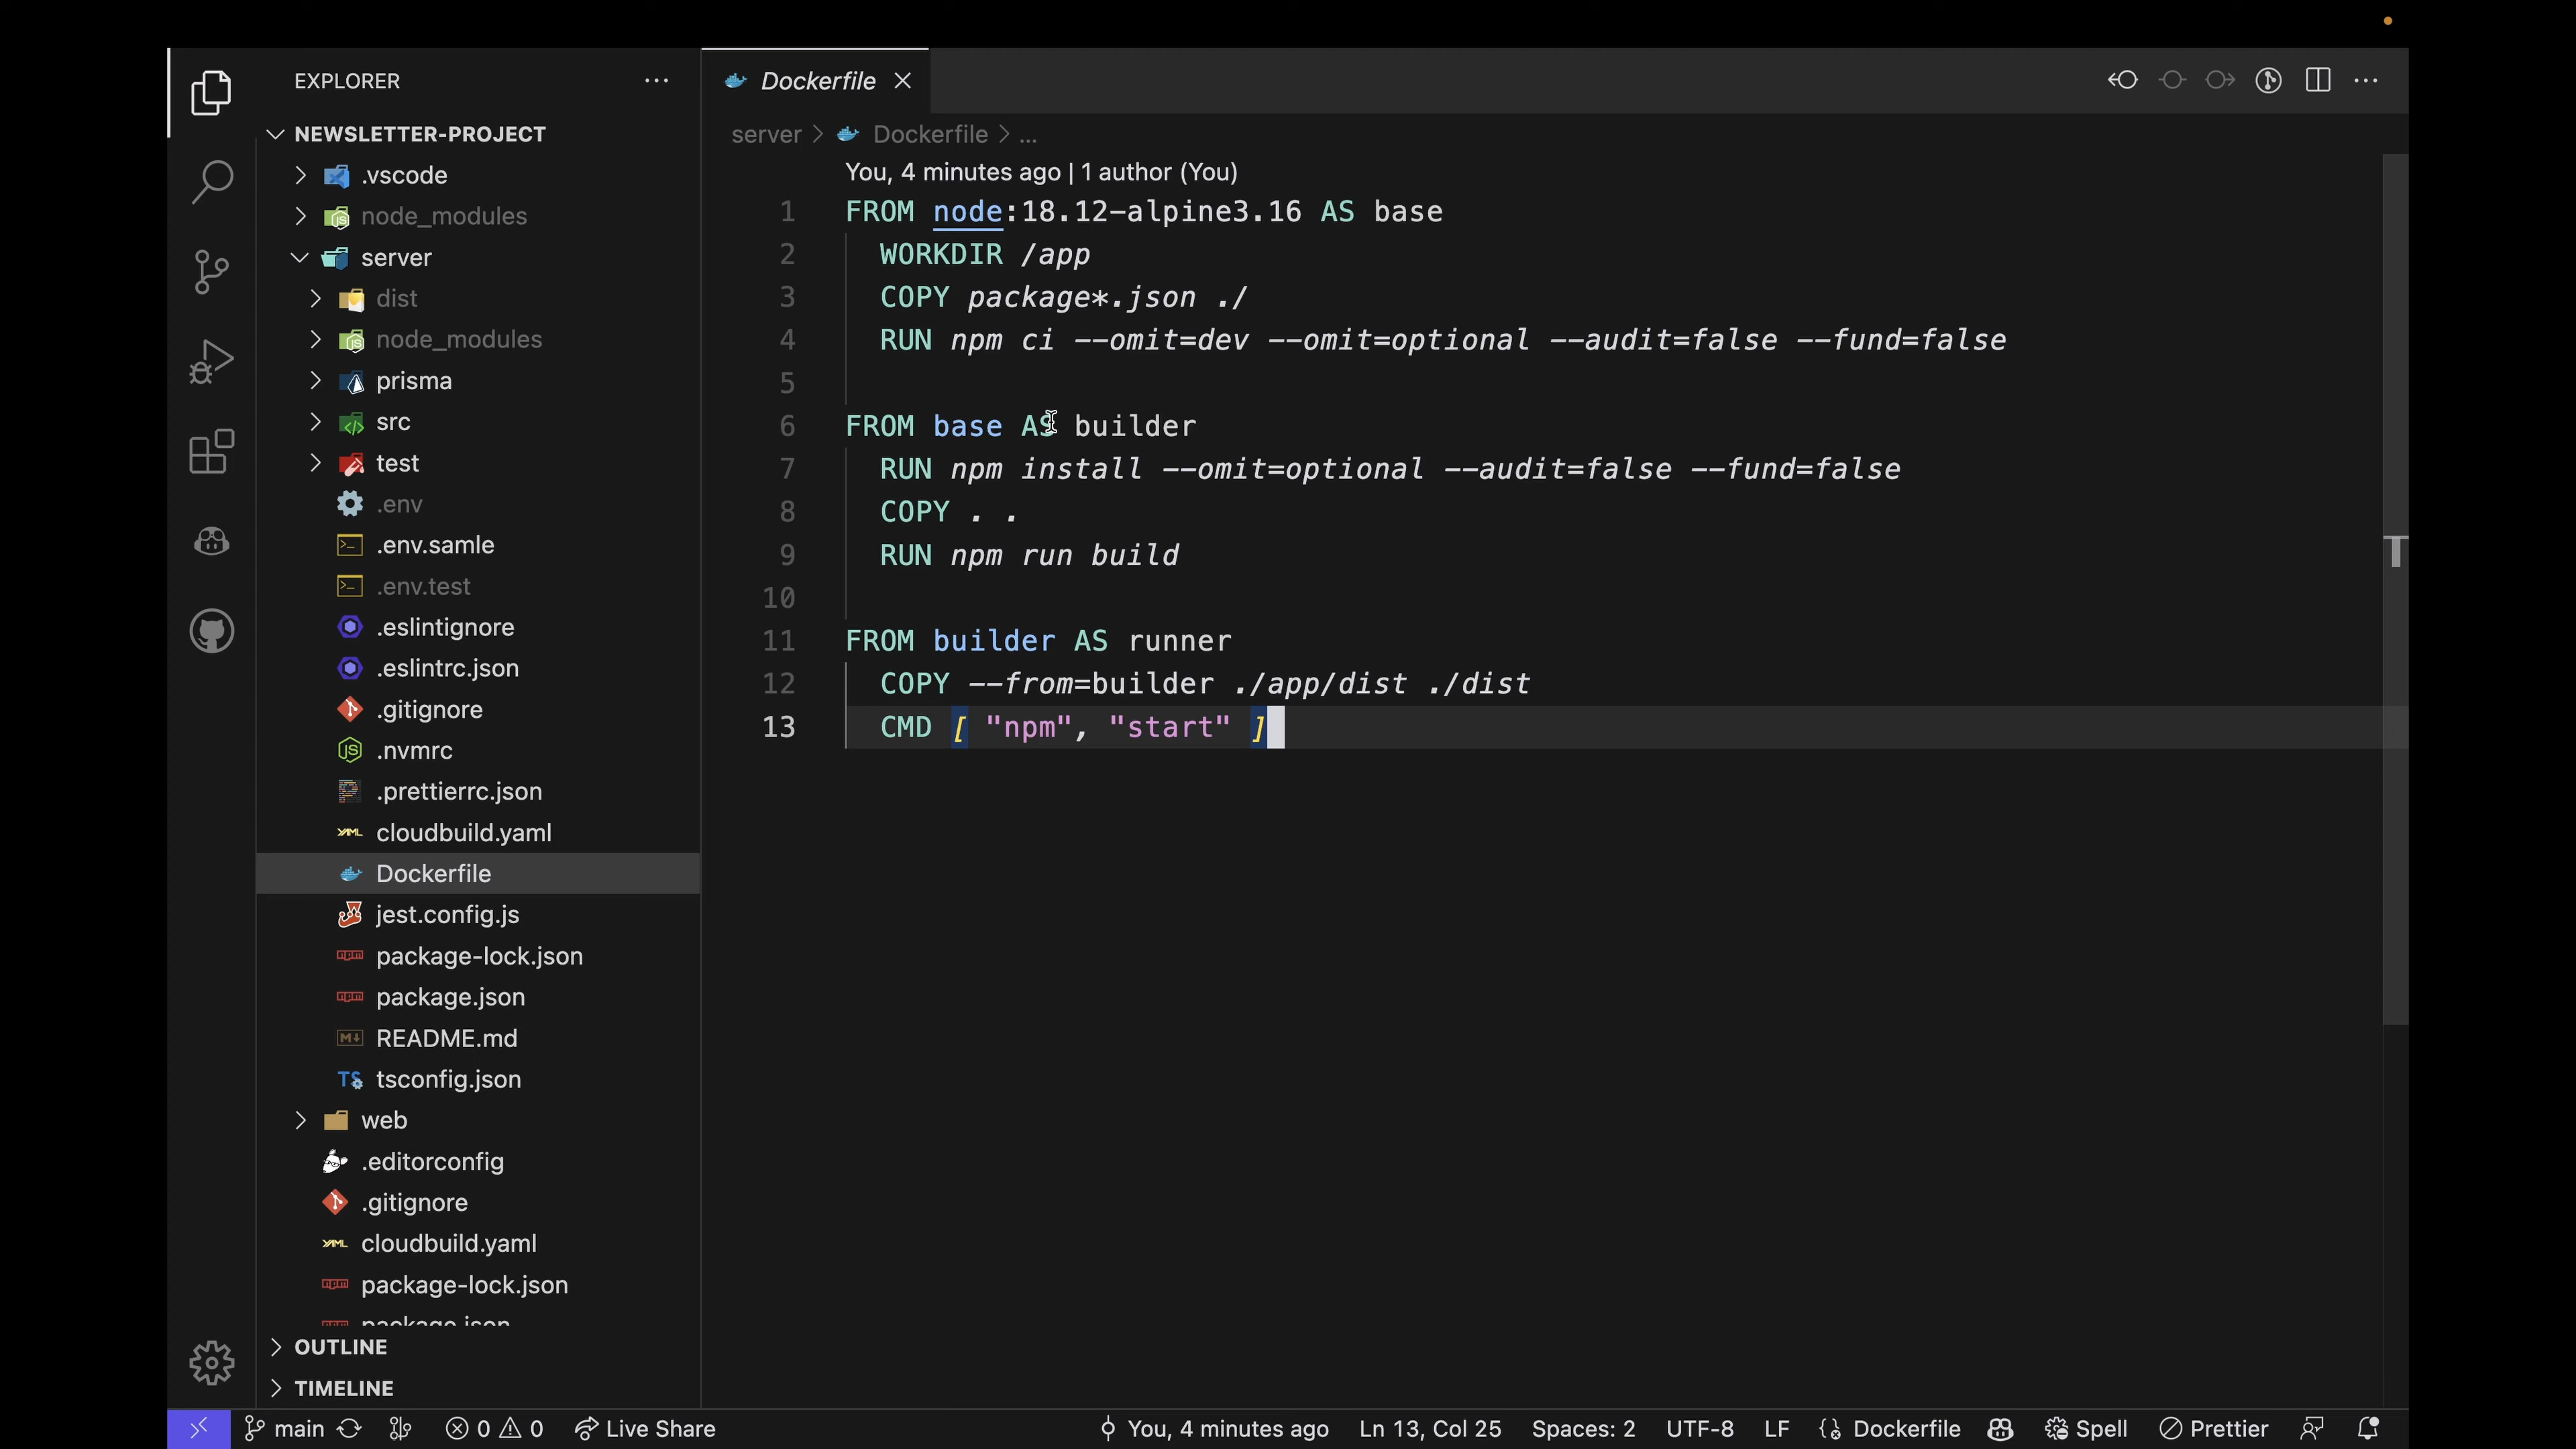 EXPLORER
NEWSLETTER-PROJECT
.vscode
node_modules
server
dist
node_modules
prisma
src
test
.env
.env.samle
.env.test
.eslintignore
.eslintrc.json
.gitignore
.nvmrc
.prettierrc.json
cloudbuild.yaml
Dockerfile
jest.config.js
package-lock.json
package.json
README.md
tsconfig.json
web
.editorconfig
.gitignore
cloudbuild.yaml
package-lock.json
package.json
OUTLINE
TIMELINE
Dockerfile
server > Dockerfile > ...
You, 4 minutes ago | 1 author (You)
1 FROM node:18.12-alpine3.16 AS base
2 WORKDIR /app
3 COPY package*.json ./
4 RUN npm ci --omit=dev --omit=optional --audit=false --fund=false
5
6 FROM base AS builder
7 RUN npm install --omit=optional --audit=false --fund=false
8 COPY . .
9 RUN npm run build
10
11 FROM builder AS runner
12 COPY --from=builder ./app/dist ./dist
13 CMD [ "npm", "start" ]
main 0 0 Live Share You, 4 minutes ago Ln 13, Col 25 Spaces: 2 UTF-8 LF Dockerfile Spell Prettier